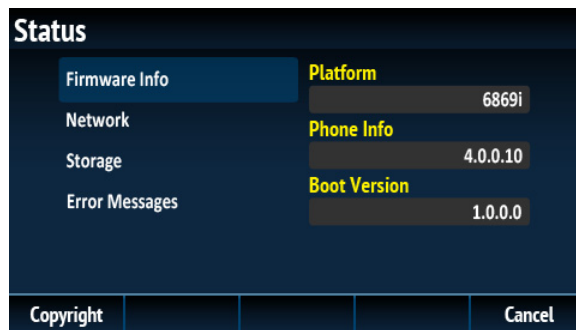 Status
Firmware Info
Network
Storage
Error Messages
Platform
6869i
Phone Info
4.0.0.10
Boot Version
1.0.0.0
Copyright
Cancel